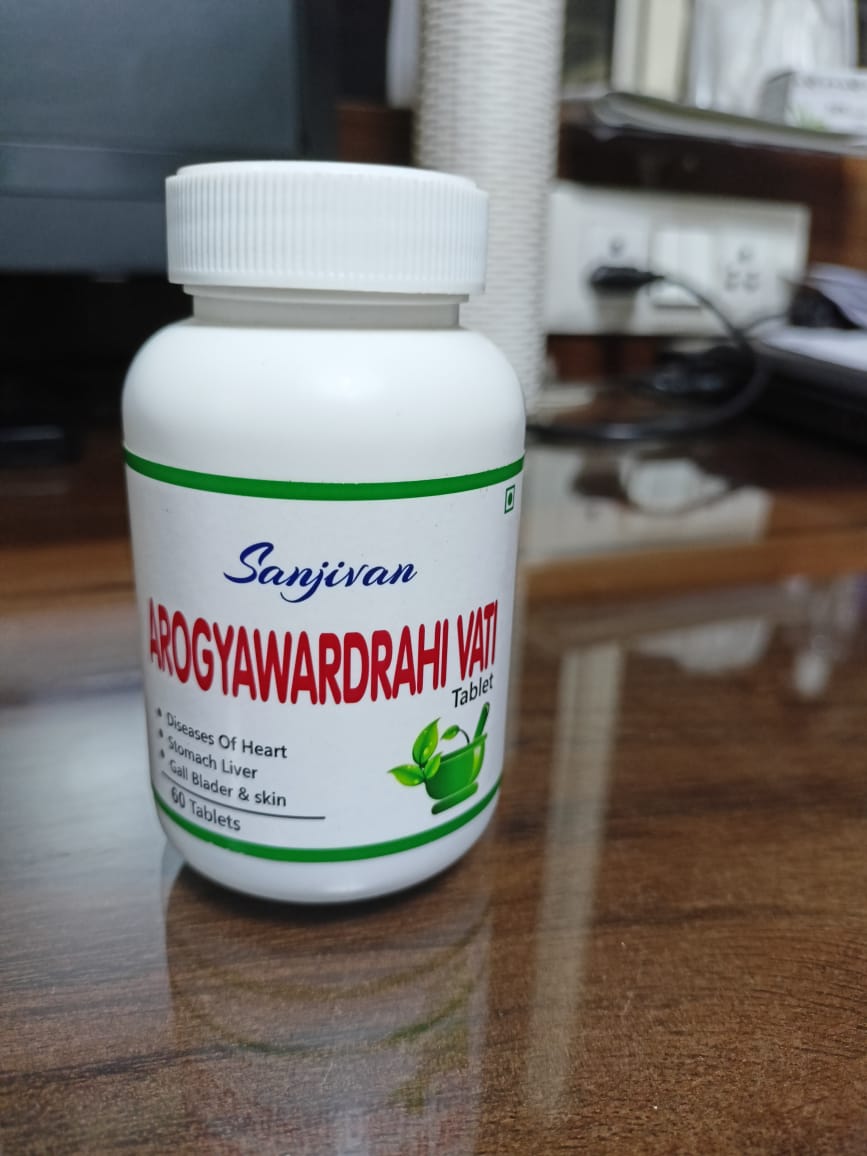 Sanjivan
AROGYAWARDRAHI VATI
Tablet
• Diseases Of Heart
• Stomach Liver
• Gall Blader & skin
60 Tablets